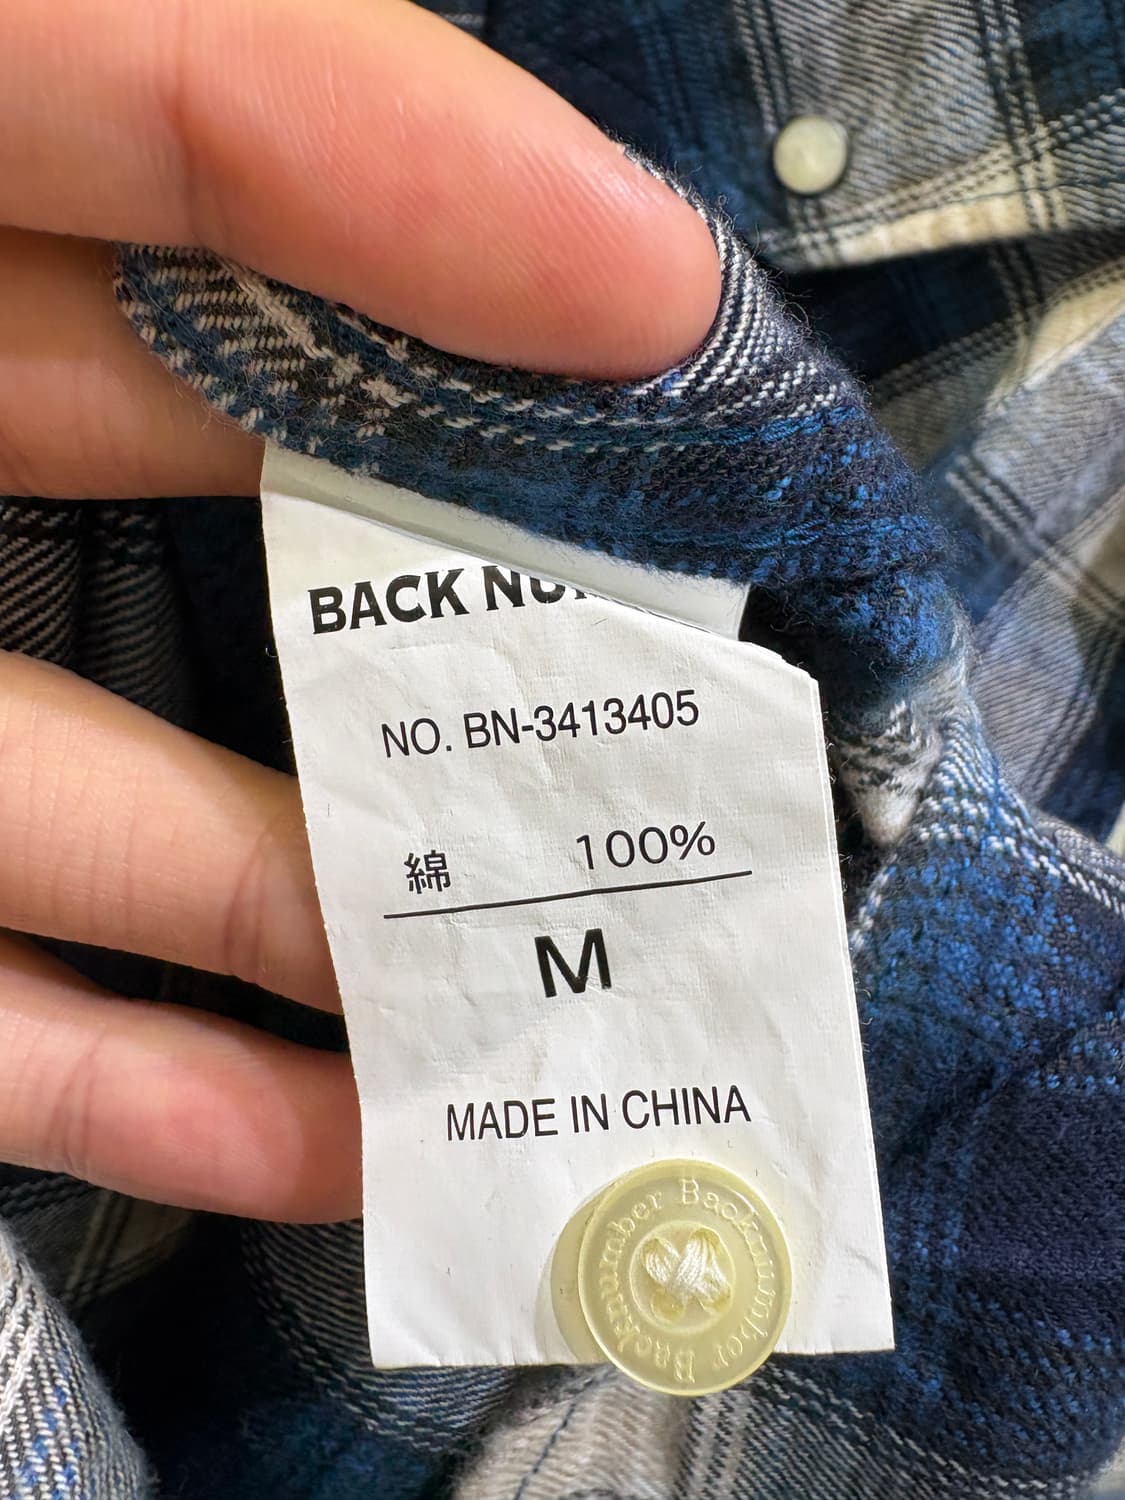 BACK NU
NO. BN-3413405
綿 100%
M
MADE IN CHINA
Backnumber Backnumber